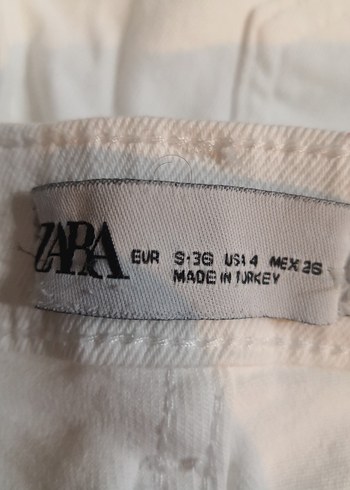 ZARA EUR S-36 USA 4 MEX 26
MADE IN TURKEY